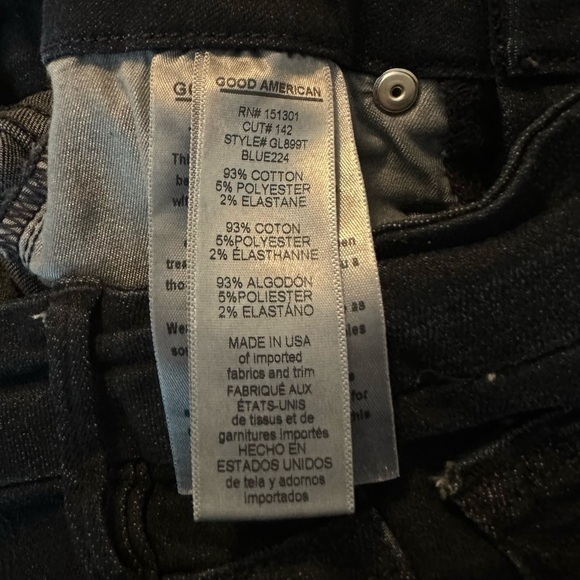 GOOD AMERICAN
RN# 151301
CUT# 142
STYLE# GL899T
BLUE224
93% COTTON
5% POLYESTER
2% ELASTANE
93% COTON
5%POLYESTER
2% ÉLASTHANNE
93% ALGODÓN
5%POLIESTER
2% ELASTÁNO
MADE IN USA
of imported
fabrics and trim
FABRIQUÉ AUX
ÉTATS-UNIS
de tissus et de
garnitures importés
HECHO EN
ESTADOS UNIDOS
de tela y adornos
importados